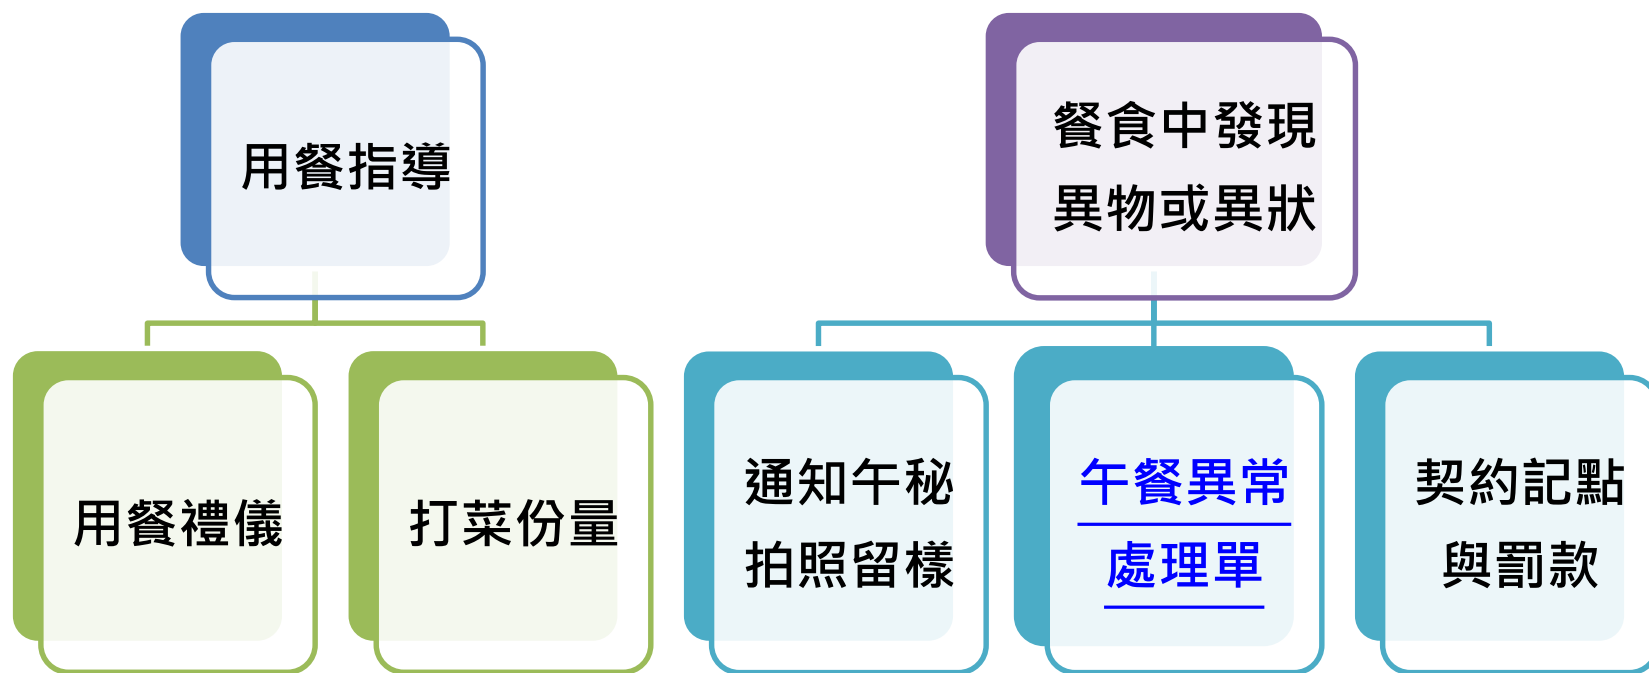 用餐指導
餐食中發現
異物或異狀
用餐禮儀
打菜份量
通知午秘
拍照留樣
午餐異常
處理單
契約記點
與罰款